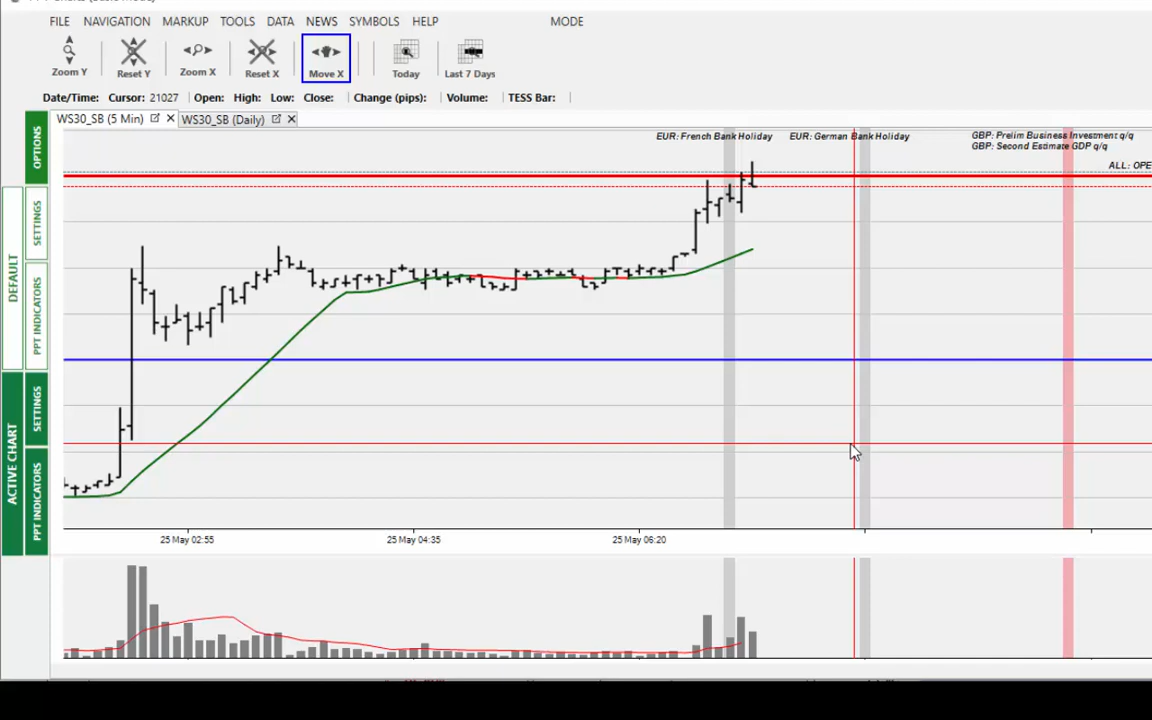 FILE NAVIGATION MARKUP TOOLS DATA NEWS SYMBOLS HELP MODE
Zoom Y Reset Y Zoom X Reset X Move X Today Last 7 Days
Date/Time: Cursor: 21027 Open: High: Low: Close: Change (pips): Volume: TESS Bar:
WS30_SB (5 Min) WS30_SB (Daily)
EUR: French Bank Holiday EUR: German Bank Holiday GBP: Prelim Business Investment q/q
GBP: Second Estimate GDP q/q
ALL: OPE
OPTIONS
DEFAULT
SETTINGS
PPT INDICATORS
ACTIVE CHART
SETTINGS
PPT INDICATORS
25 May 02:55 25 May 04:35 25 May 06:20